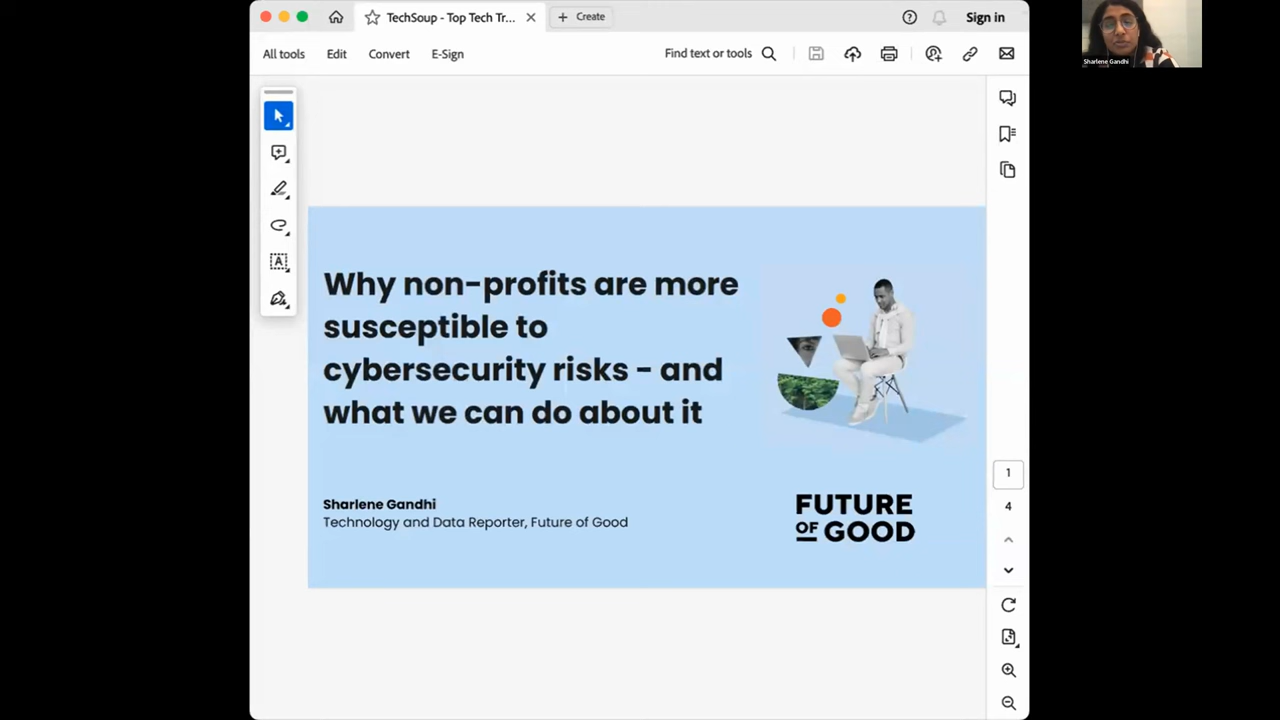 TechSoup - Top Tech Tr...
Create
Sign in
All tools
Edit
Convert
E-Sign
Find text or tools
Sharlene Gandhi
Why non-profits are more
susceptible to
cybersecurity risks - and
what we can do about it
Sharlene Gandhi
Technology and Data Reporter, Future of Good
FUTURE
OF GOOD
1
4